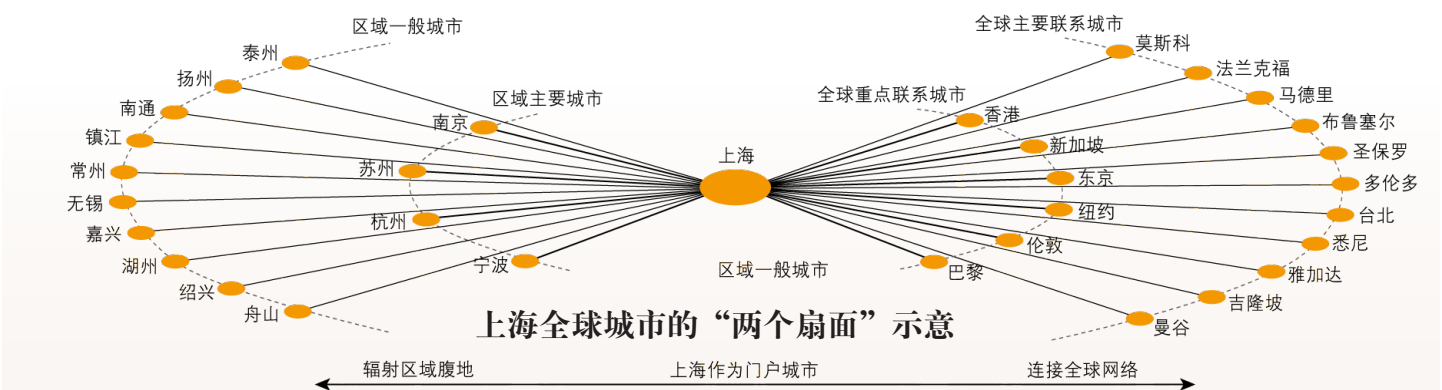 区域一般城市
全球主要联系城市
泰州
莫斯科
扬州
法兰克福
区域主要城市
全球重点联系城市
马德里
南通
南京
香港
布鲁塞尔
镇江
新加坡
圣保罗
上海
常州
苏州
东京
多伦多
无锡
杭州
纽约
台北
嘉兴
伦敦
悉尼
湖州
宁波
区域一般城市
巴黎
雅加达
绍兴
吉隆坡
舟山
曼谷
上海全球城市的“两个扇面”示意
辐射区域腹地
上海作为门户城市
连接全球网络